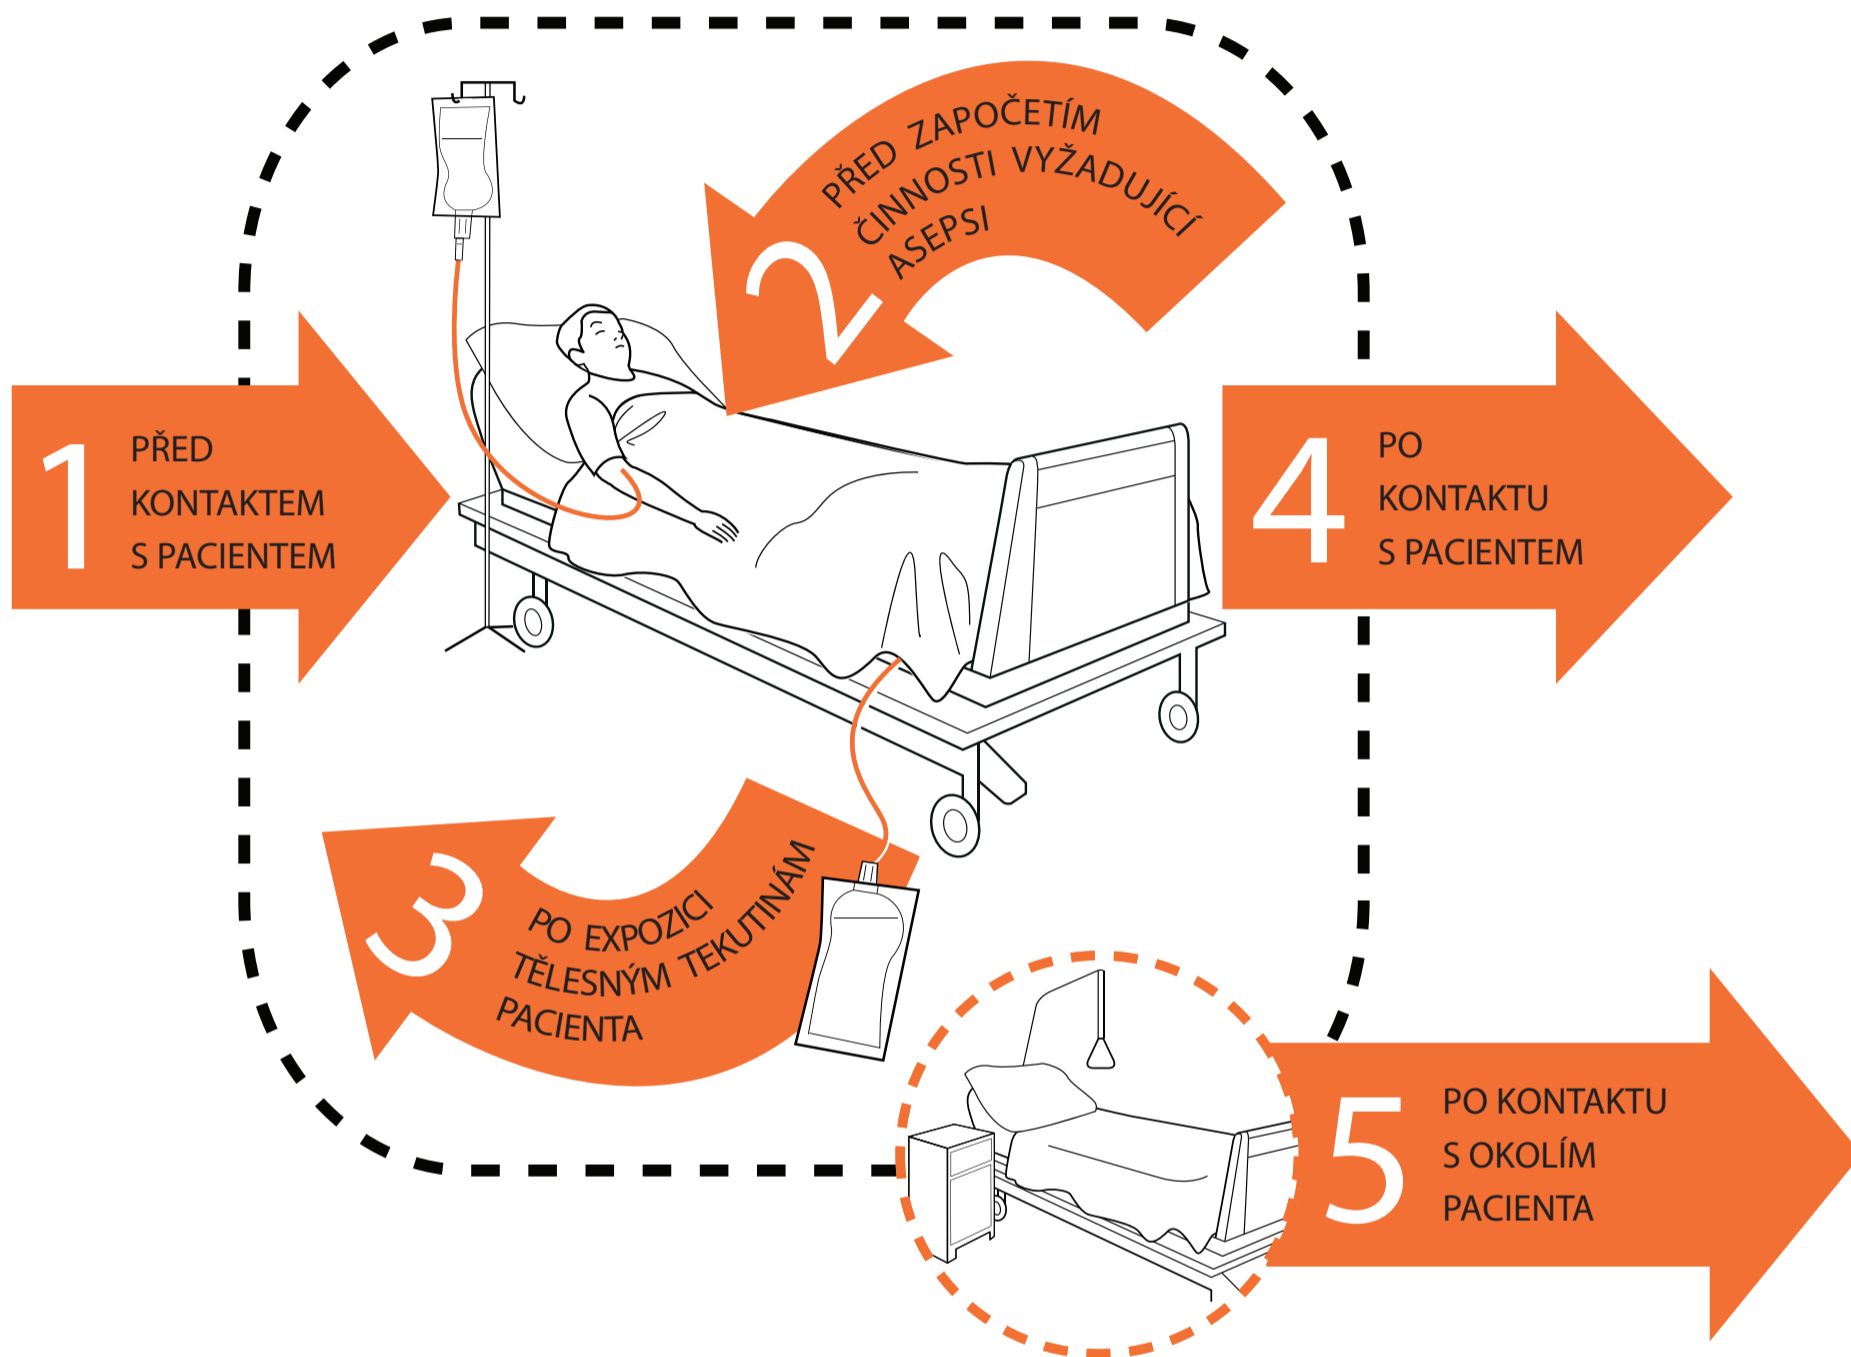 1
PŘED
KONTAKTEM
S PACIENTEM
2
PŘED ZAPOČETÍM
ČINNOSTI VYŽADUJÍCÍ
ASEPSI
3
PO EXPOZICI
TĚLESNÝM TEKUTINÁM
PACIENTA
4
PO
KONTAKTU
S PACIENTEM
5
PO KONTAKTU
S OKOLÍM
PACIENTA